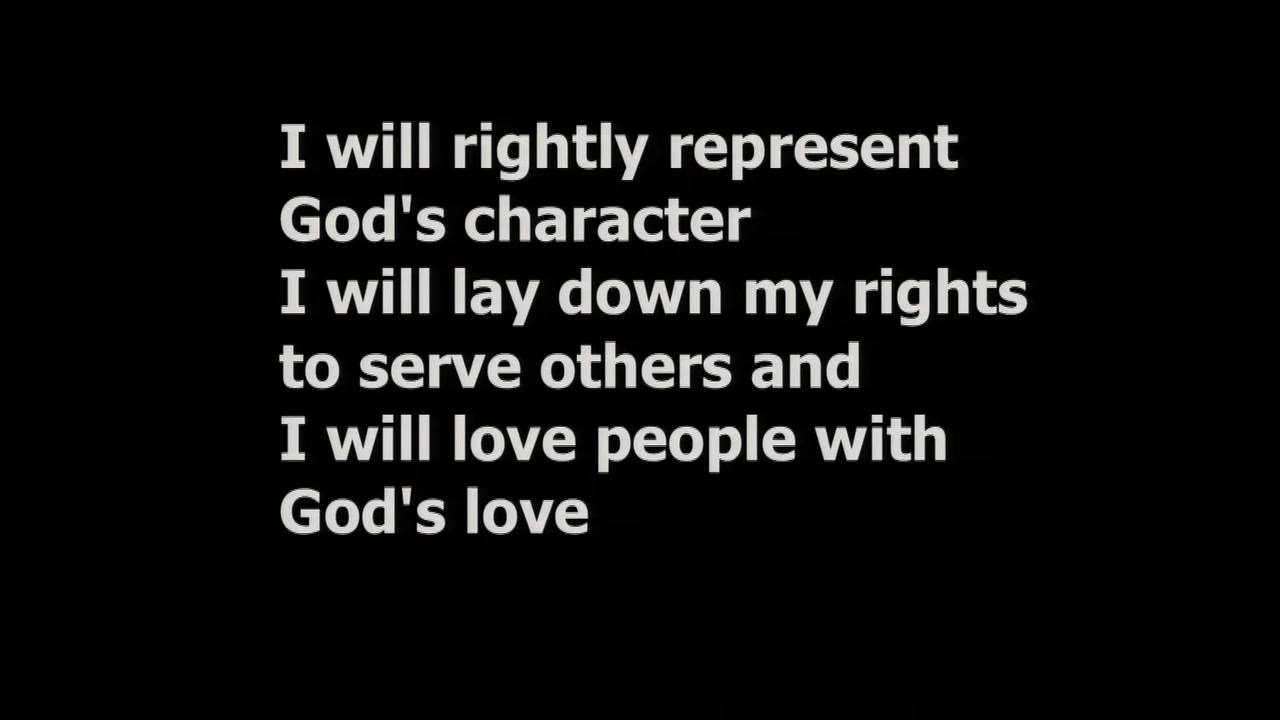 I will rightly represent
God's character
I will lay down my rights
to serve others and
I will love people with
God's love